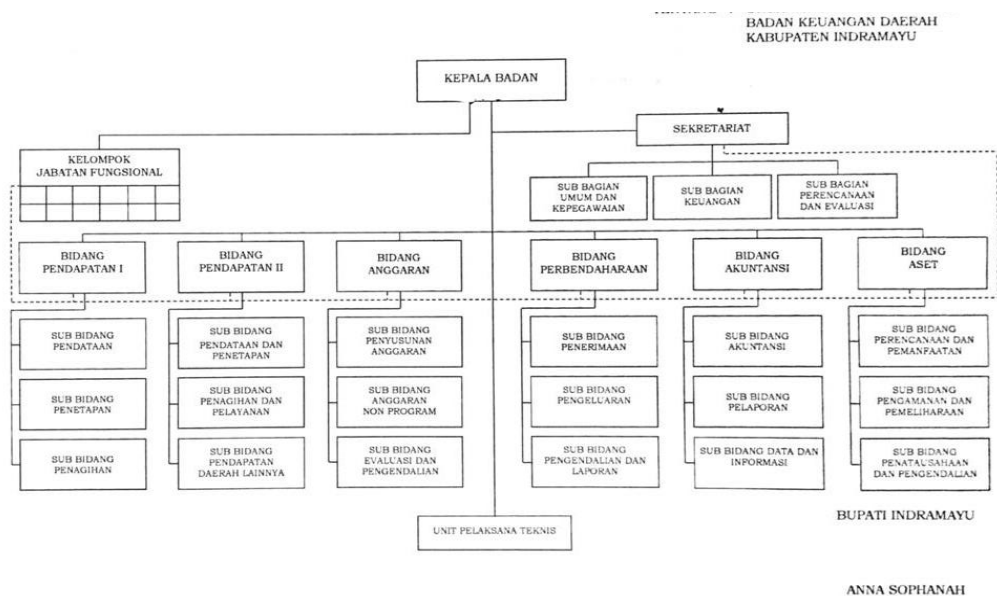 BADAN KEUANGAN DAERAH
KABUPATEN INDRAMAYU
KEPALA BADAN
SEKRETARIAT
KELOMPOK
JABATAN FUNGSIONAL
SUB BAGIAN
UMUM DAN
KEPEGAWAIAN
SUB BAGIAN
KEUANGAN
SUB BAGIAN
PERENCANAAN
DAN EVALUASI
BIDANG
PENDAPATAN I
BIDANG
PENDAPATAN II
BIDANG
ANGGARAN
BIDANG
PERBENDAHARAAN
BIDANG
AKUNTANSI
BIDANG
ASET
SUB BIDANG
PENDATAAN
SUB BIDANG
PENDATAAN DAN
PENETAPAN
SUB BIDANG
PENYUSUNAN
ANGGARAN
SUB BIDANG
PENERIMAAN
SUB BIDANG
AKUNTANSI
SUB BIDANG
PERENCANAAN DAN
PEMANFAATAN
SUB BIDANG
PENETAPAN
SUB BIDANG
PENAGIHAN DAN
PELAYANAN
SUB BIDANG
ANGGARAN
NON PROGRAM
SUB BIDANG
PENGELUARAN
SUB BIDANG
PELAPORAN
SUB BIDANG
PENGAMANAN DAN
PEMELIHARAAN
SUB BIDANG
PENAGIHAN
SUB BIDANG
PENDAPATAN
DAERAH LAINNYA
SUB BIDANG
EVALUASI DAN
PENGENDALIAN
SUB BIDANG
PENGENDALIAN DAN
LAPORAN
SUB BIDANG DATA DAN
INFORMASI
SUB BIDANG
PENATAUSAHAAN
DAN PENGENDALIAN
BUPATI INDRAMAYU
UNIT PELAKSANA TEKNIS
ANNA SOPHANAH